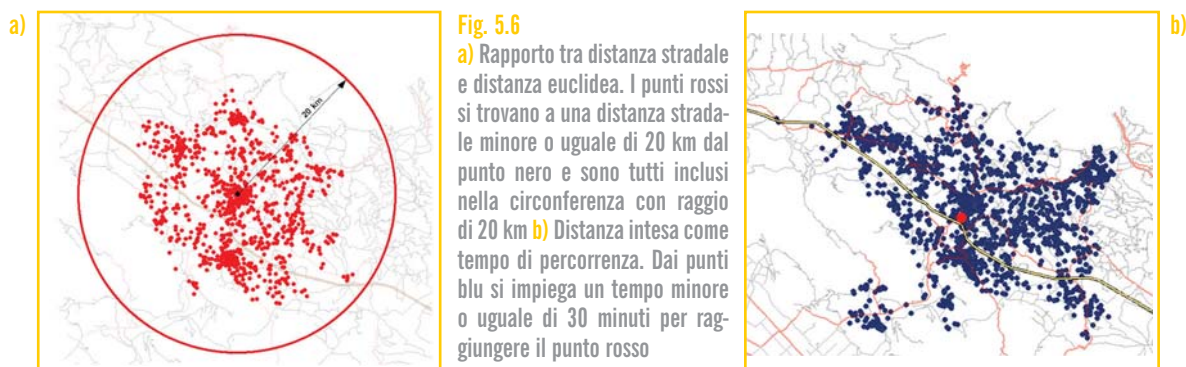 a)
20 km
Fig. 5.6
a) Rapporto tra distanza stradale
e distanza euclidea. I punti rossi
si trovano a una distanza strada-
le minore o uguale di 20 km dal
punto nero e sono tutti inclusi
nella circonferenza con raggio
di 20 km b) Distanza intesa come
tempo di percorrenza. Dai punti
blu si impiega un tempo minore
o uguale di 30 minuti per rag-
giungere il punto rosso
b)